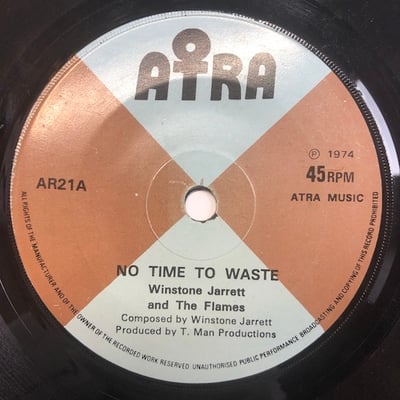 ATRA
AR21A
℗ 1974
45 RPM
ATRA MUSIC
NO TIME TO WASTE
Winstone Jarrett
and The Flames
Composed by Winstone Jarrett
Produced by T. Man Productions
ALL RIGHTS OF THE MANUFACTURER AND OF THE OWNER OF THE RECORDED WORK RESERVED UNAUTHORISED PUBLIC PERFORMANCE BROADCASTING AND COPYING OF THIS RECORD PROHIBITED